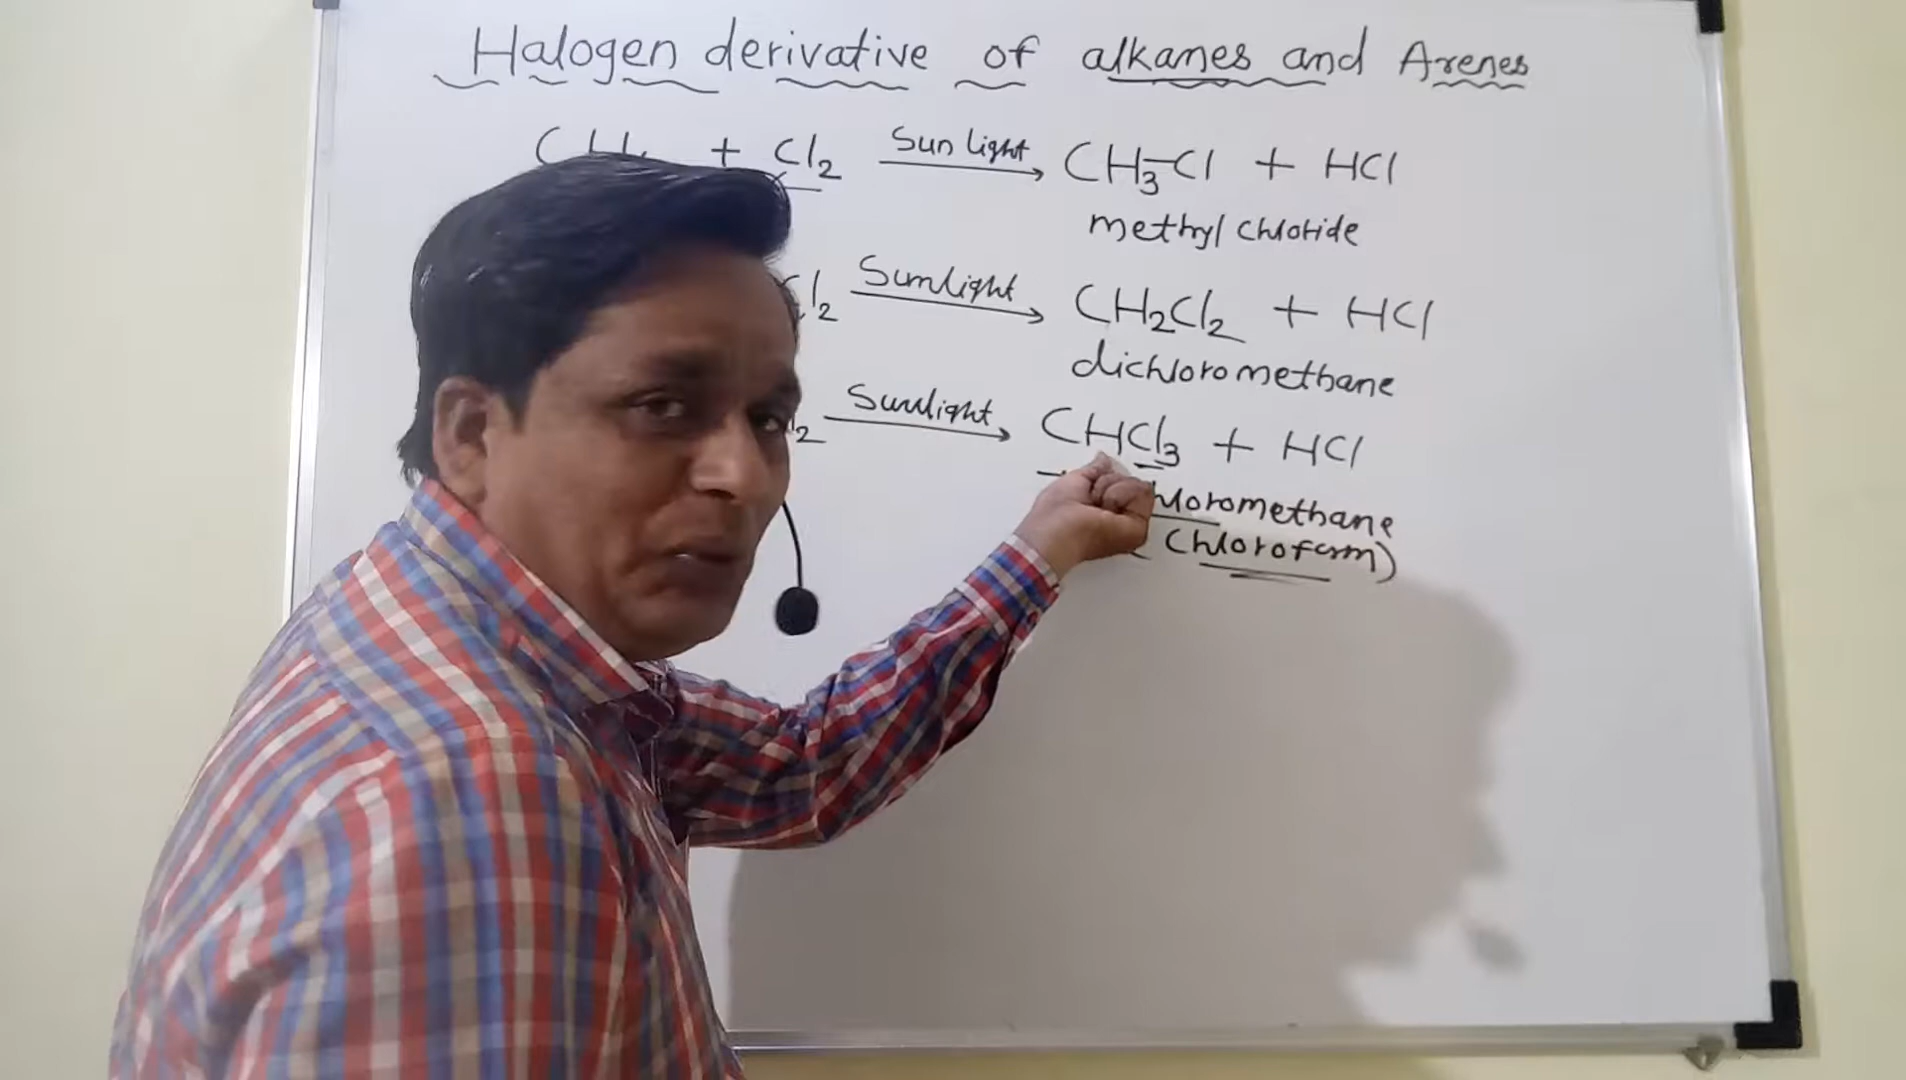 Halogen derivative of alkanes and Arenes
+ Cl2 Sun light → CH3-Cl + HCl
methyl chloride
Cl2 Sunlight → CH2Cl2 + HCl
dichloromethane
Sunlight → CHCl3 + HCl
(Chloroform)